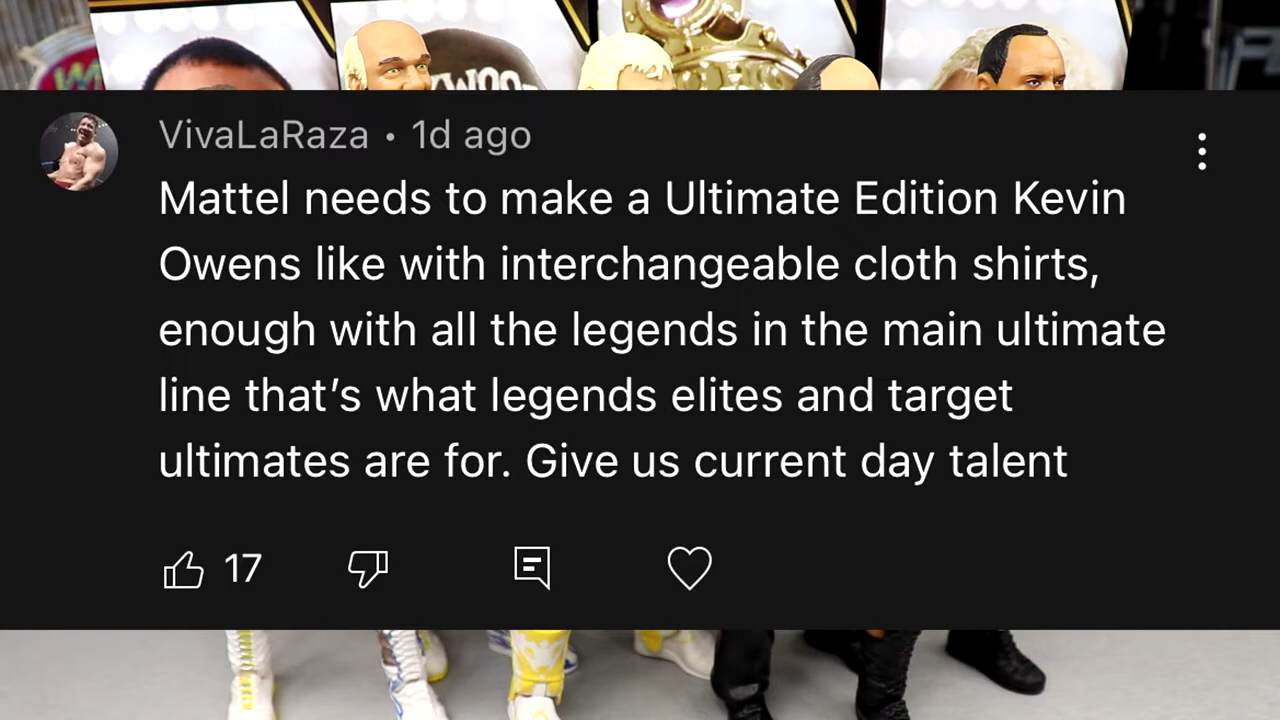 VivaLaRaza • 1d ago
Mattel needs to make a Ultimate Edition Kevin
Owens like with interchangeable cloth shirts,
enough with all the legends in the main ultimate
line that's what legends elites and target
ultimates are for. Give us current day talent
17